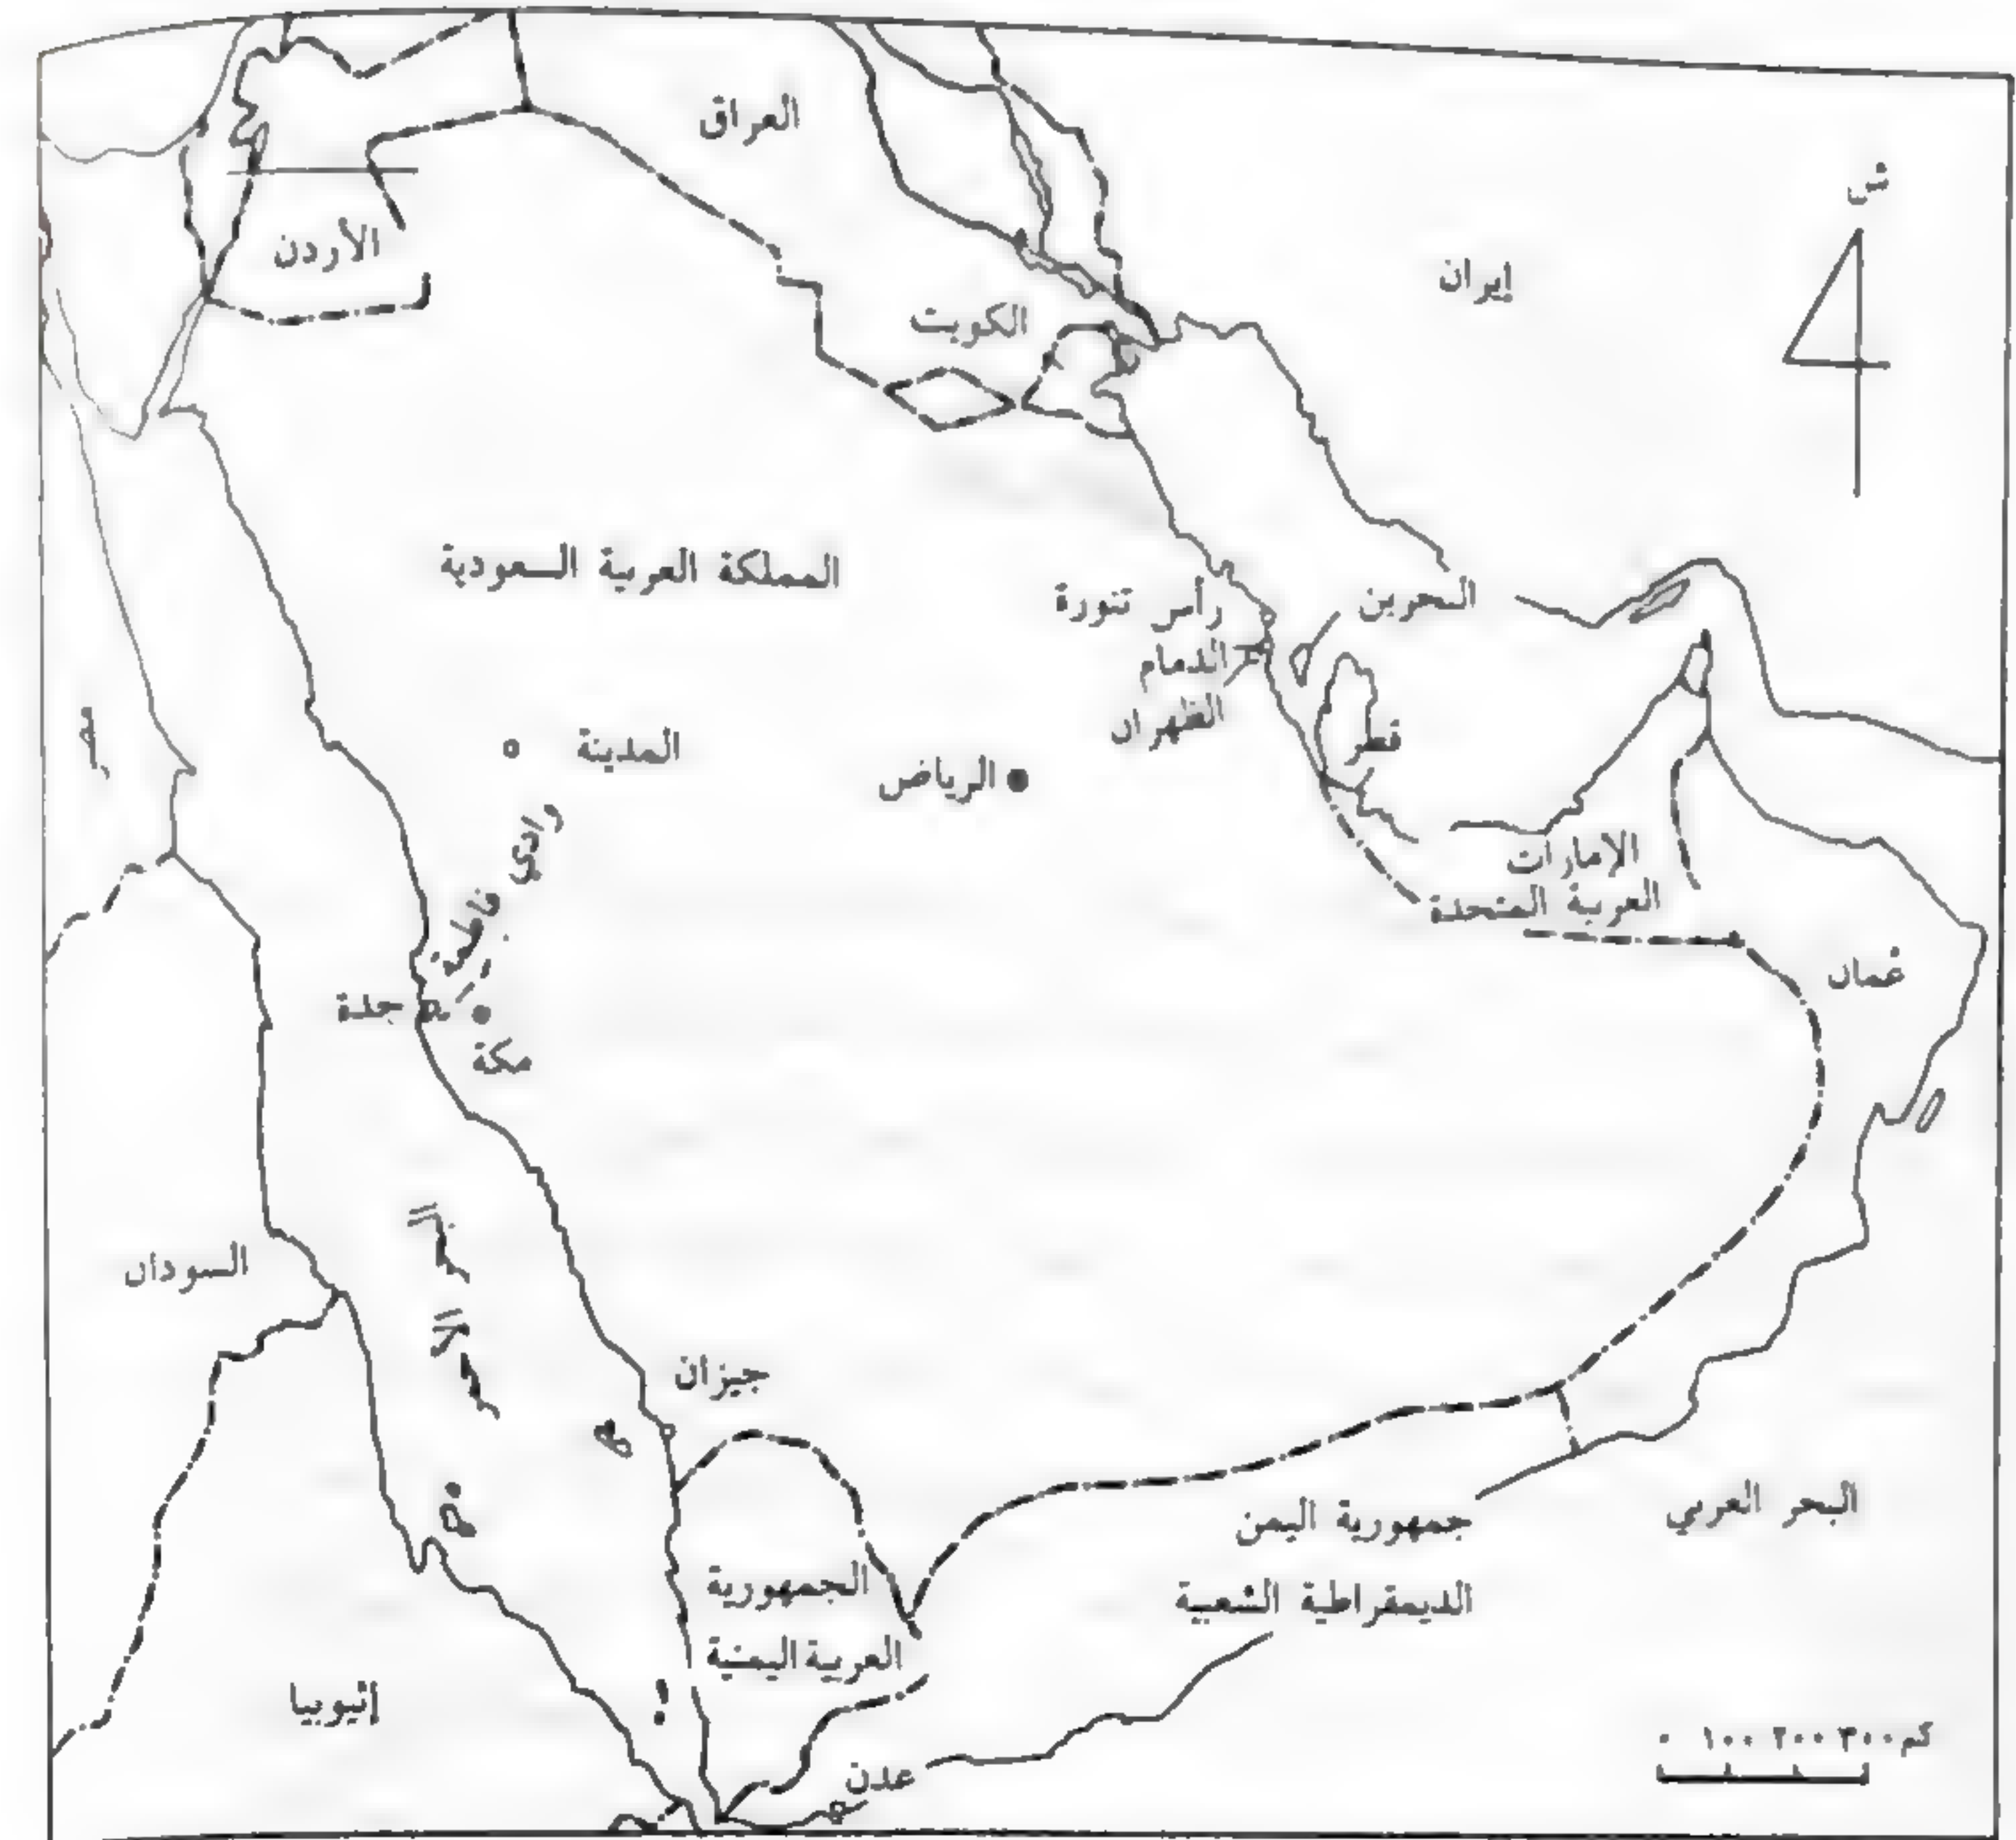 العراق
ش
الأردن
إيران
الكويت
المملكة العربية السعودية
البحرين
رأس تنورة
الدمام
الظهران
قطر
المدينة
الرياض
وادي فاطمة
الإمارات
العربية المتحدة
عُمان
جدة
مكة
السودان
جيزان
البحر العربي
جمهورية اليمن
الديمقراطية الشعبية
الجمهورية
العربية اليمنية
إثيوبيا
عدن
٠ ١٠٠ ٢٠٠ ٣٠٠ كم